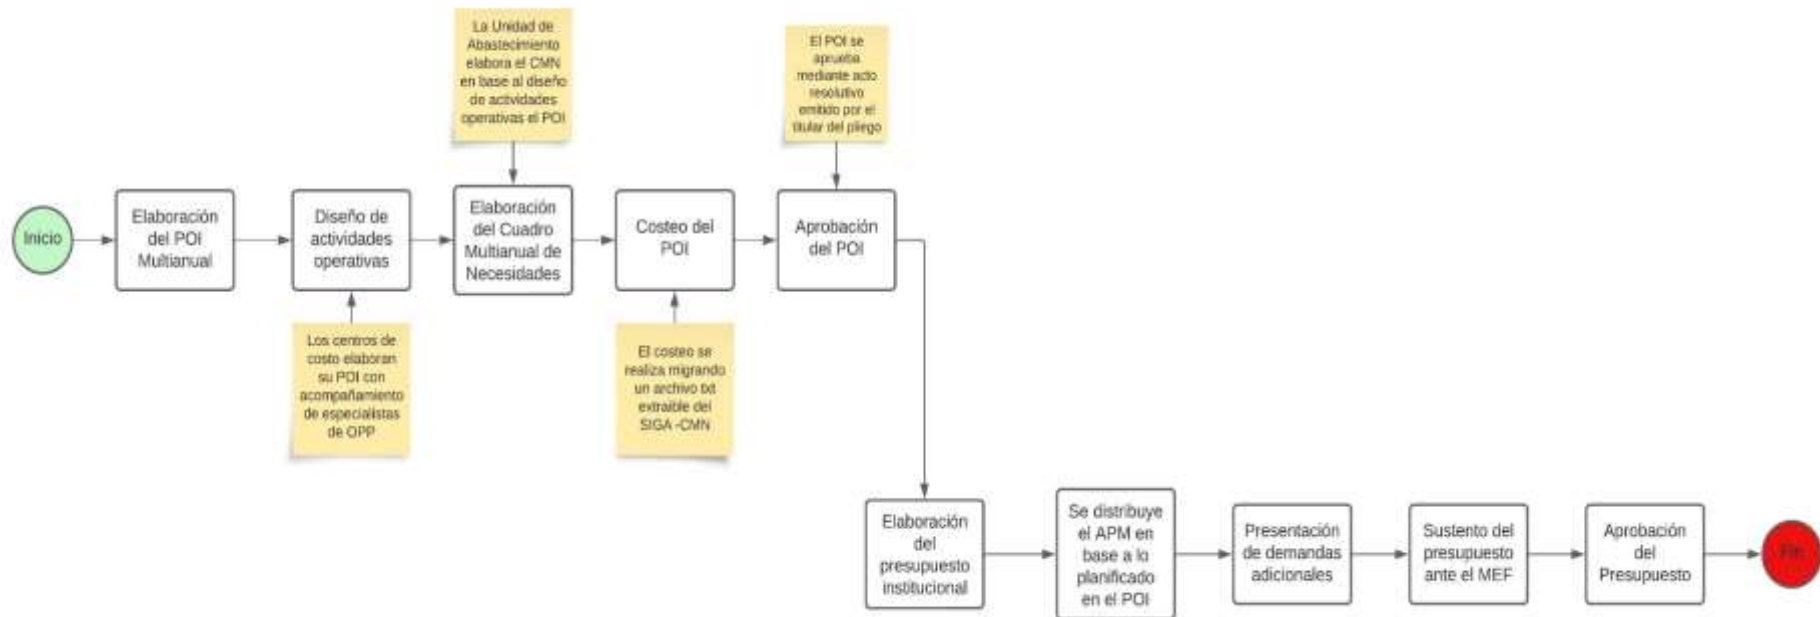 La Unidad de
Abastecimiento
elabora el CMN
en base al diseño
de actividades
operativas el POI
El POI se
aprueba
mediante acto
resolutivo
emitido por el
titular del pliego
Inicio
Elaboración
del POI
Multianual
Diseño de
actividades
operativas
Elaboración
del Cuadro
Multianual de
Necesidades
Costeo del
POI
Aprobación
del POI
Los centros de
costo elaboran
su POI con
acompañamiento
de especialistas
de OPP
El costeo se
realiza migrando
un archivo txt
extraible del
SIGA -CMN
Elaboración
del
presupuesto
institucional
Se distribuye
el APM en
base a lo
planificado
en el POI
Presentación
de demandas
adicionales
Sustento del
presupuesto
ante el MEF
Aprobación
del
Presupuesto
Fin